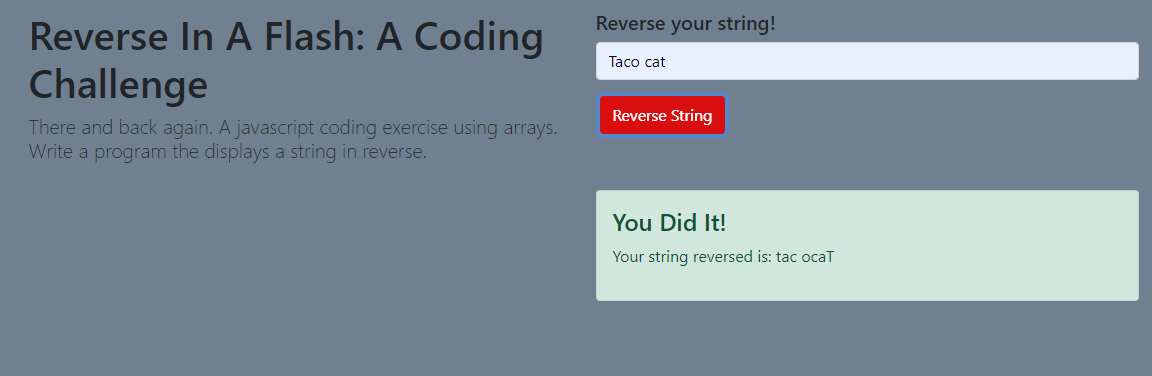 Reverse In A Flash: A Coding
Challenge
There and back again. A javascript coding exercise using arrays.
Write a program the displays a string in reverse.
Reverse your string!
Taco cat
Reverse String
You Did It!
Your string reversed is: tac ocaT